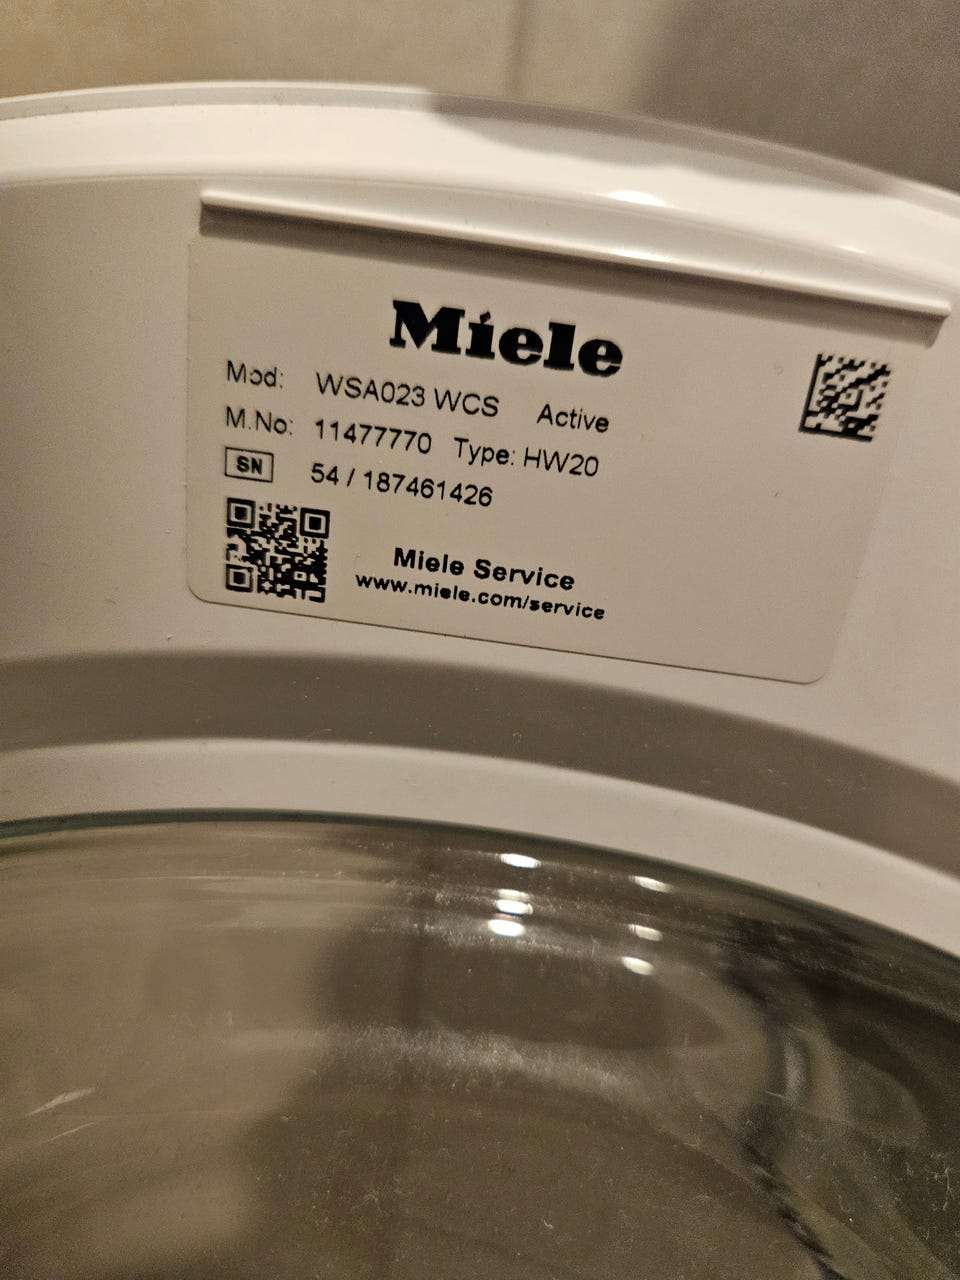 Miele
Mod: WSA023 WCS Active
M.No: 11477770 Type: HW20
SN 54 / 187461426
Miele Service
www.miele.com/service